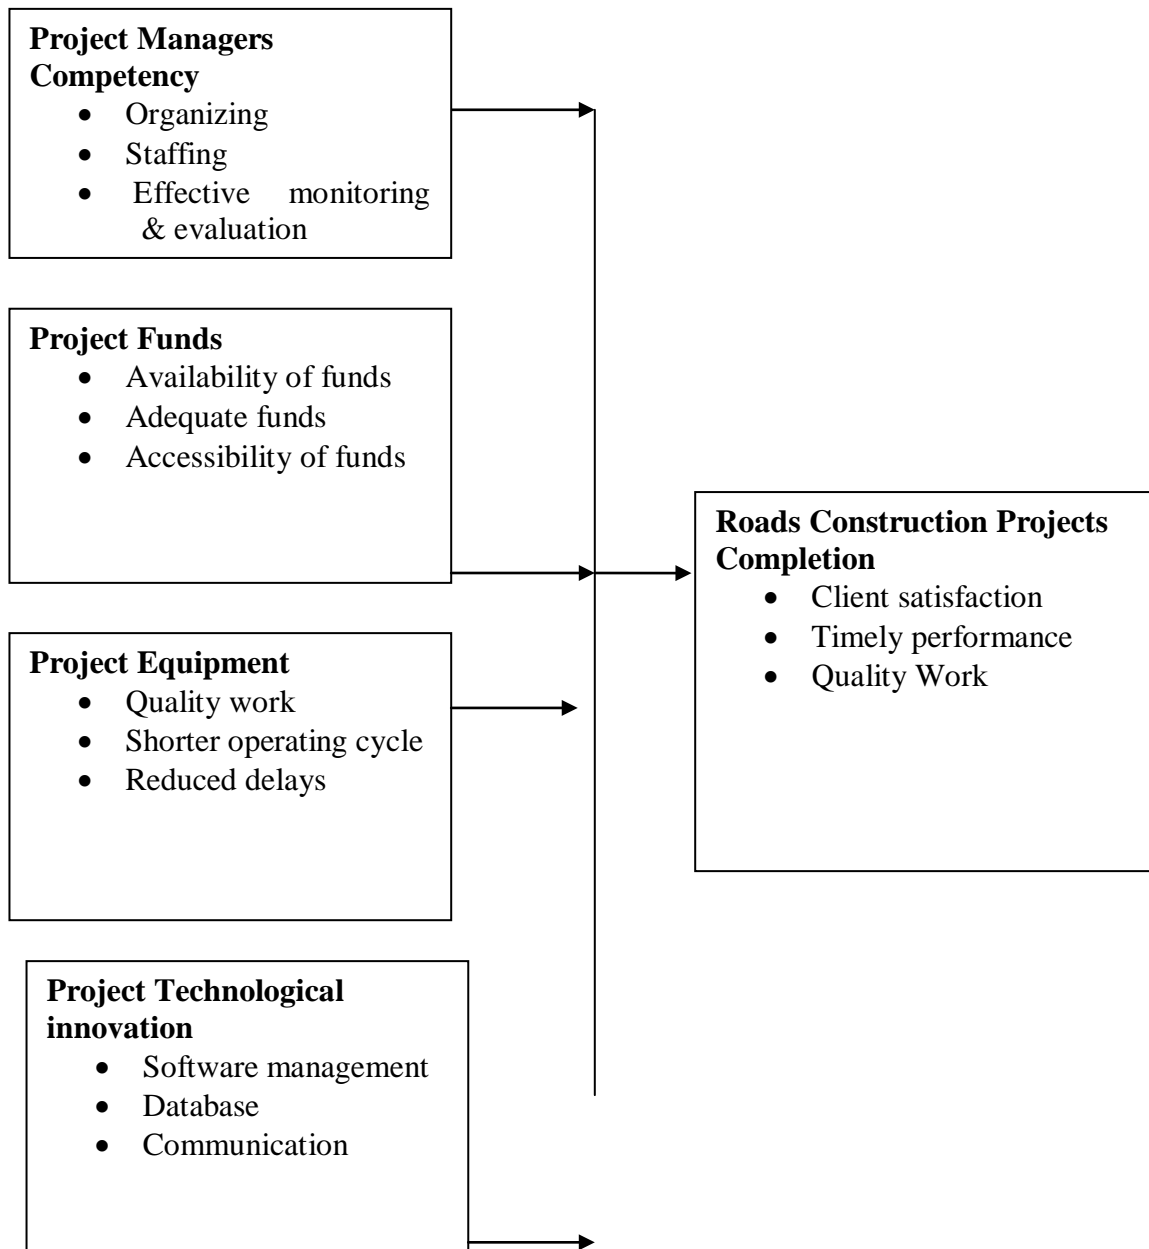 Project Managers
Competency
• Organizing
• Staffing
• Effective monitoring
& evaluation
Project Funds
• Availability of funds
• Adequate funds
• Accessibility of funds
Roads Construction Projects
Completion
• Client satisfaction
• Timely performance
• Quality Work
Project Equipment
• Quality work
• Shorter operating cycle
• Reduced delays
Project Technological
innovation
• Software management
• Database
• Communication